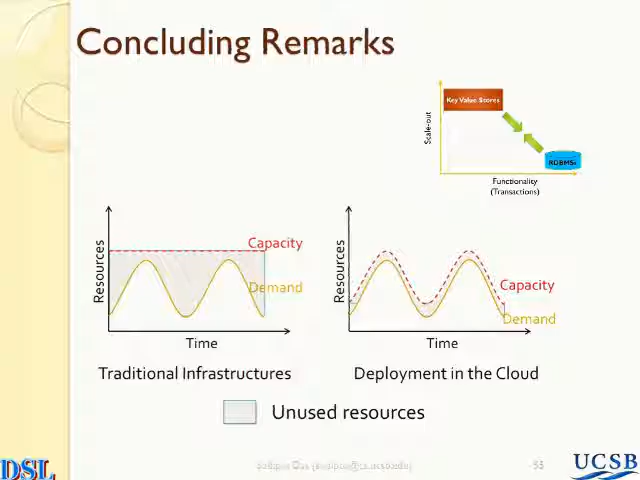 Concluding Remarks
Key Value Stores
Scale-out
RDBMSs
Functionality
(Transactions)
Resources
Capacity
Demand
Time
Traditional Infrastructures
Resources
Capacity
Demand
Time
Deployment in the Cloud
Unused resources
DSL
55
UCSB